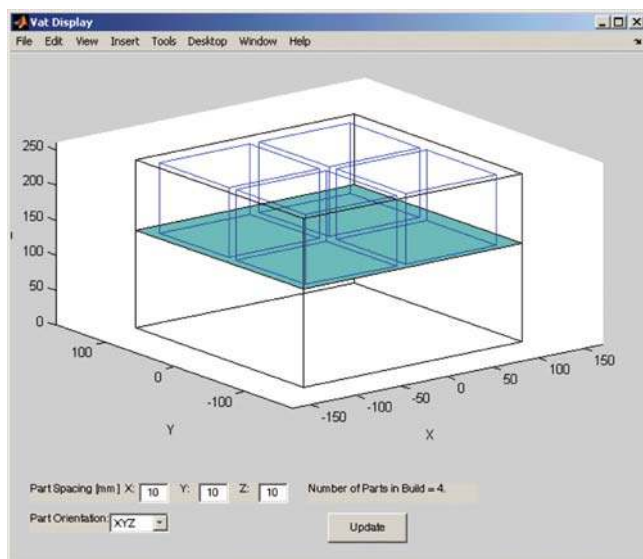 Vat Display
File Edit View Insert Tools Desktop Window Help
250
200
150
100
50
0
100
0
-100
Y
-150
-100
-50
0
50
100
150
X
Part Spacing [mm] X: 10 Y: 10 Z: 10 Number of Parts in Build = 4.
Part Orientation: XYZ
Update